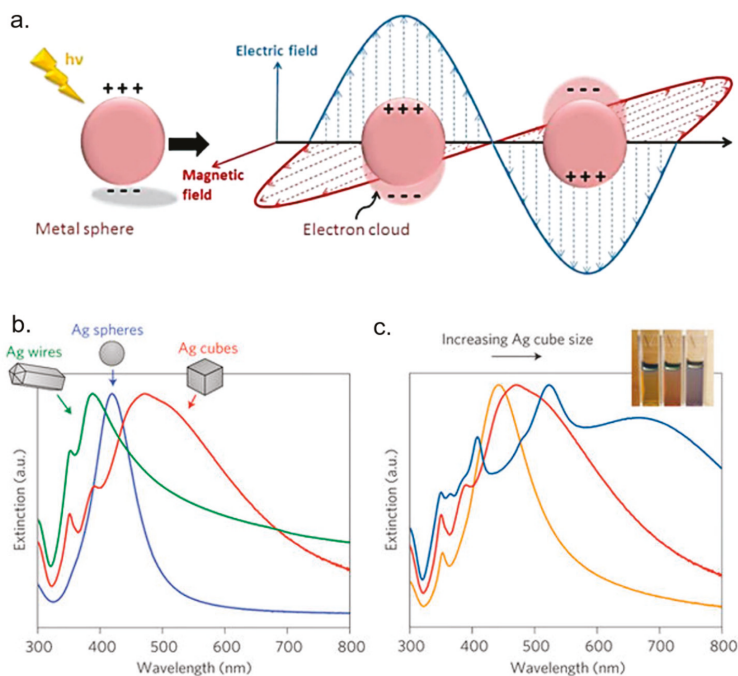 a.
hν
+ + +
- - -
Metal sphere
Electric field
Magnetic
field
+ + +
- - -
Electron cloud
- - -
+ + +
b.
Ag spheres
Ag wires
Ag cubes
Extinction (a.u.)
300 400 500 600 700 800
Wavelength (nm)
c.
Increasing Ag cube size
Extinction (a.u.)
300 400 500 600 700 800
Wavelength (nm)